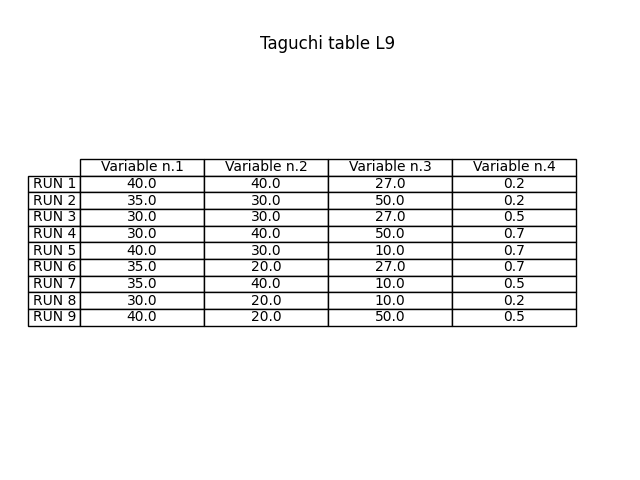 Taguchi table L9
Variable n.1 Variable n.2 Variable n.3 Variable n.4
RUN 1 40.0 40.0 27.0 0.2
RUN 2 35.0 30.0 50.0 0.2
RUN 3 30.0 30.0 27.0 0.5
RUN 4 30.0 40.0 50.0 0.7
RUN 5 40.0 30.0 10.0 0.7
RUN 6 35.0 20.0 27.0 0.7
RUN 7 35.0 40.0 10.0 0.5
RUN 8 30.0 20.0 10.0 0.2
RUN 9 40.0 20.0 50.0 0.5